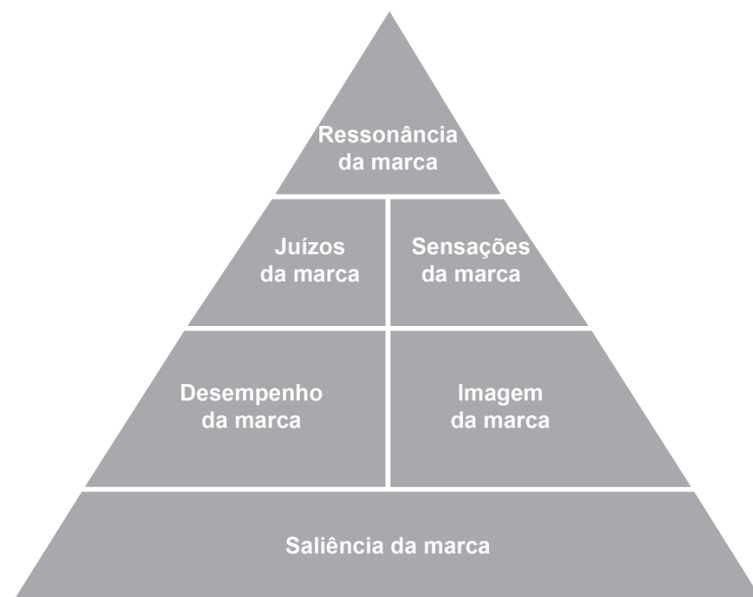 Ressonância
da marca
Juízos
da marca
Sensações
da marca
Desempenho
da marca
Imagem
da marca
Saliência da marca